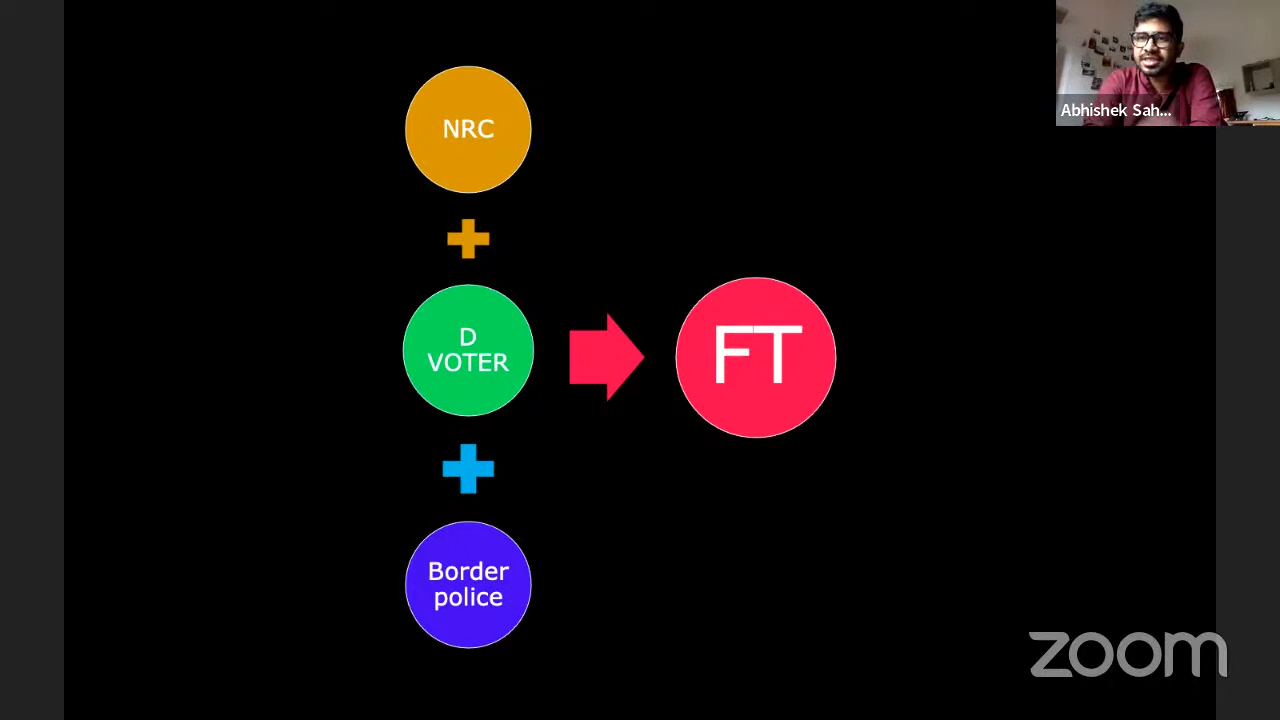 NRC
D
VOTER
FT
Border
police
Abhishek Sah...
zoom